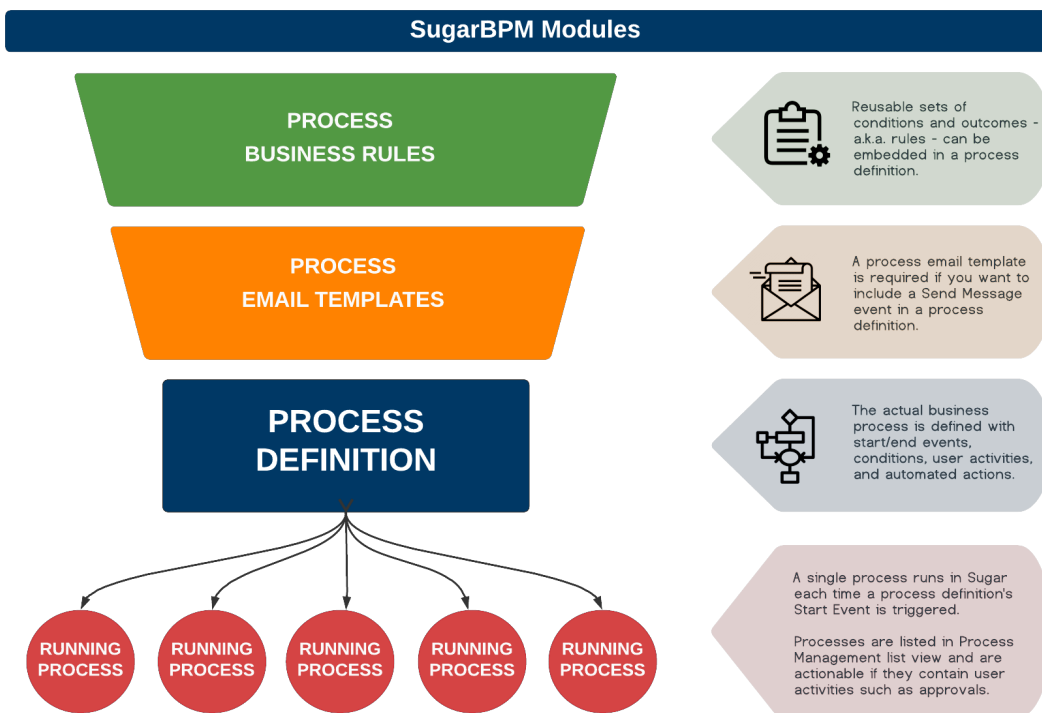 SugarBPM Modules
PROCESS
BUSINESS RULES
Reusable sets of
conditions and outcomes -
a.k.a. rules - can be
embedded in a process
definition.
PROCESS
EMAIL TEMPLATES
A process email template
is required if you want to
include a Send Message
event in a process
definition.
PROCESS
DEFINITION
The actual business
process is defined with
start/end events,
conditions, user activities,
and automated actions.
RUNNING
PROCESS
RUNNING
PROCESS
RUNNING
PROCESS
RUNNING
PROCESS
RUNNING
PROCESS
A single process runs in Sugar
each time a process definition's
Start Event is triggered.
Processes are listed in Process
Management list view and are
actionable if they contain user
activities such as approvals.